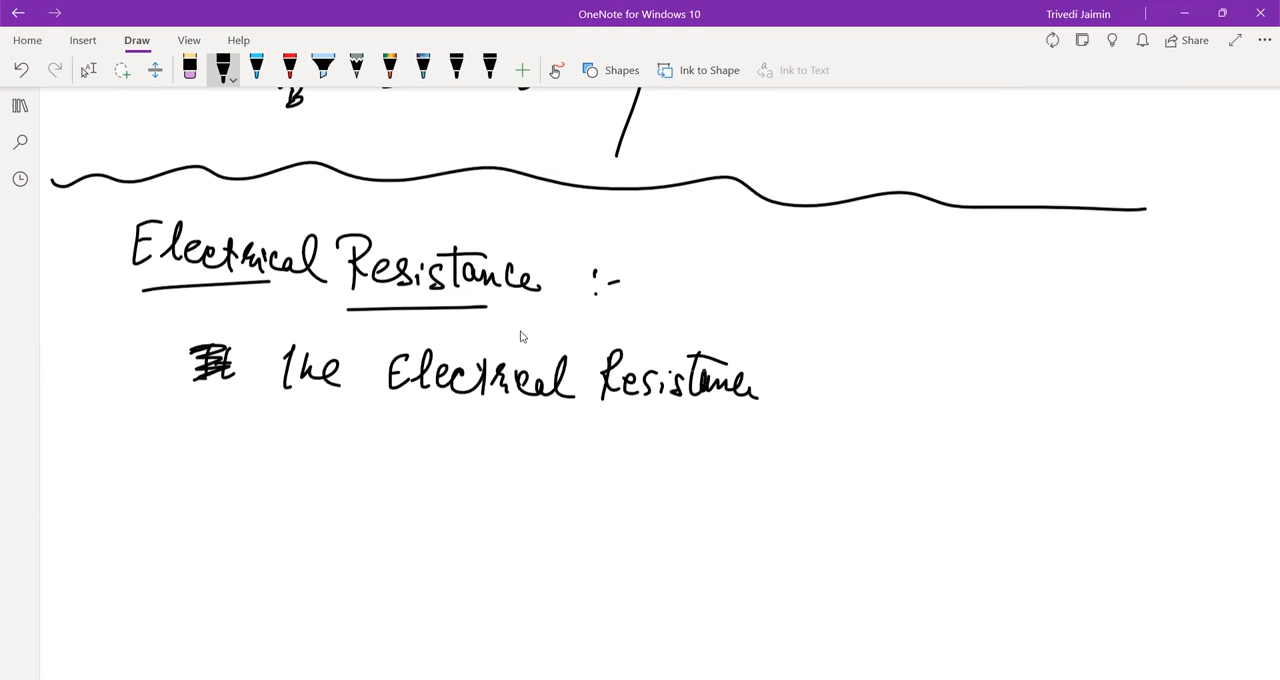 OneNote for Windows 10
Trivedi Jaimin
Home Insert Draw View Help
Share
Shapes Ink to Shape Ink to Text
B
Electrical Resistance :-
The Electrical Resistance